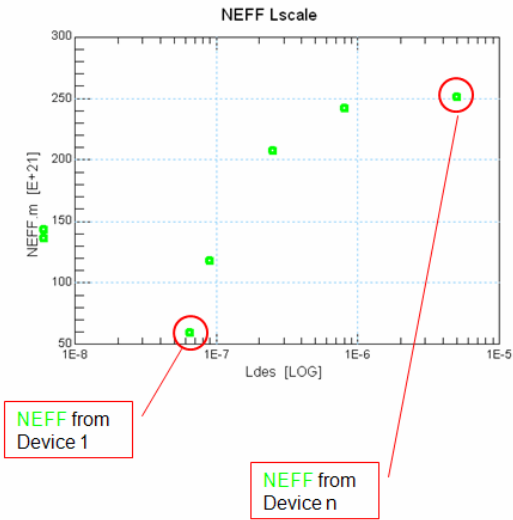 NEFF Lscale
300
250
200
150
100
50
NEFF.m [E+21]
1E-8
1E-7
1E-6
1E-5
Ldes [LOG]
NEFF from
Device 1
NEFF from
Device n